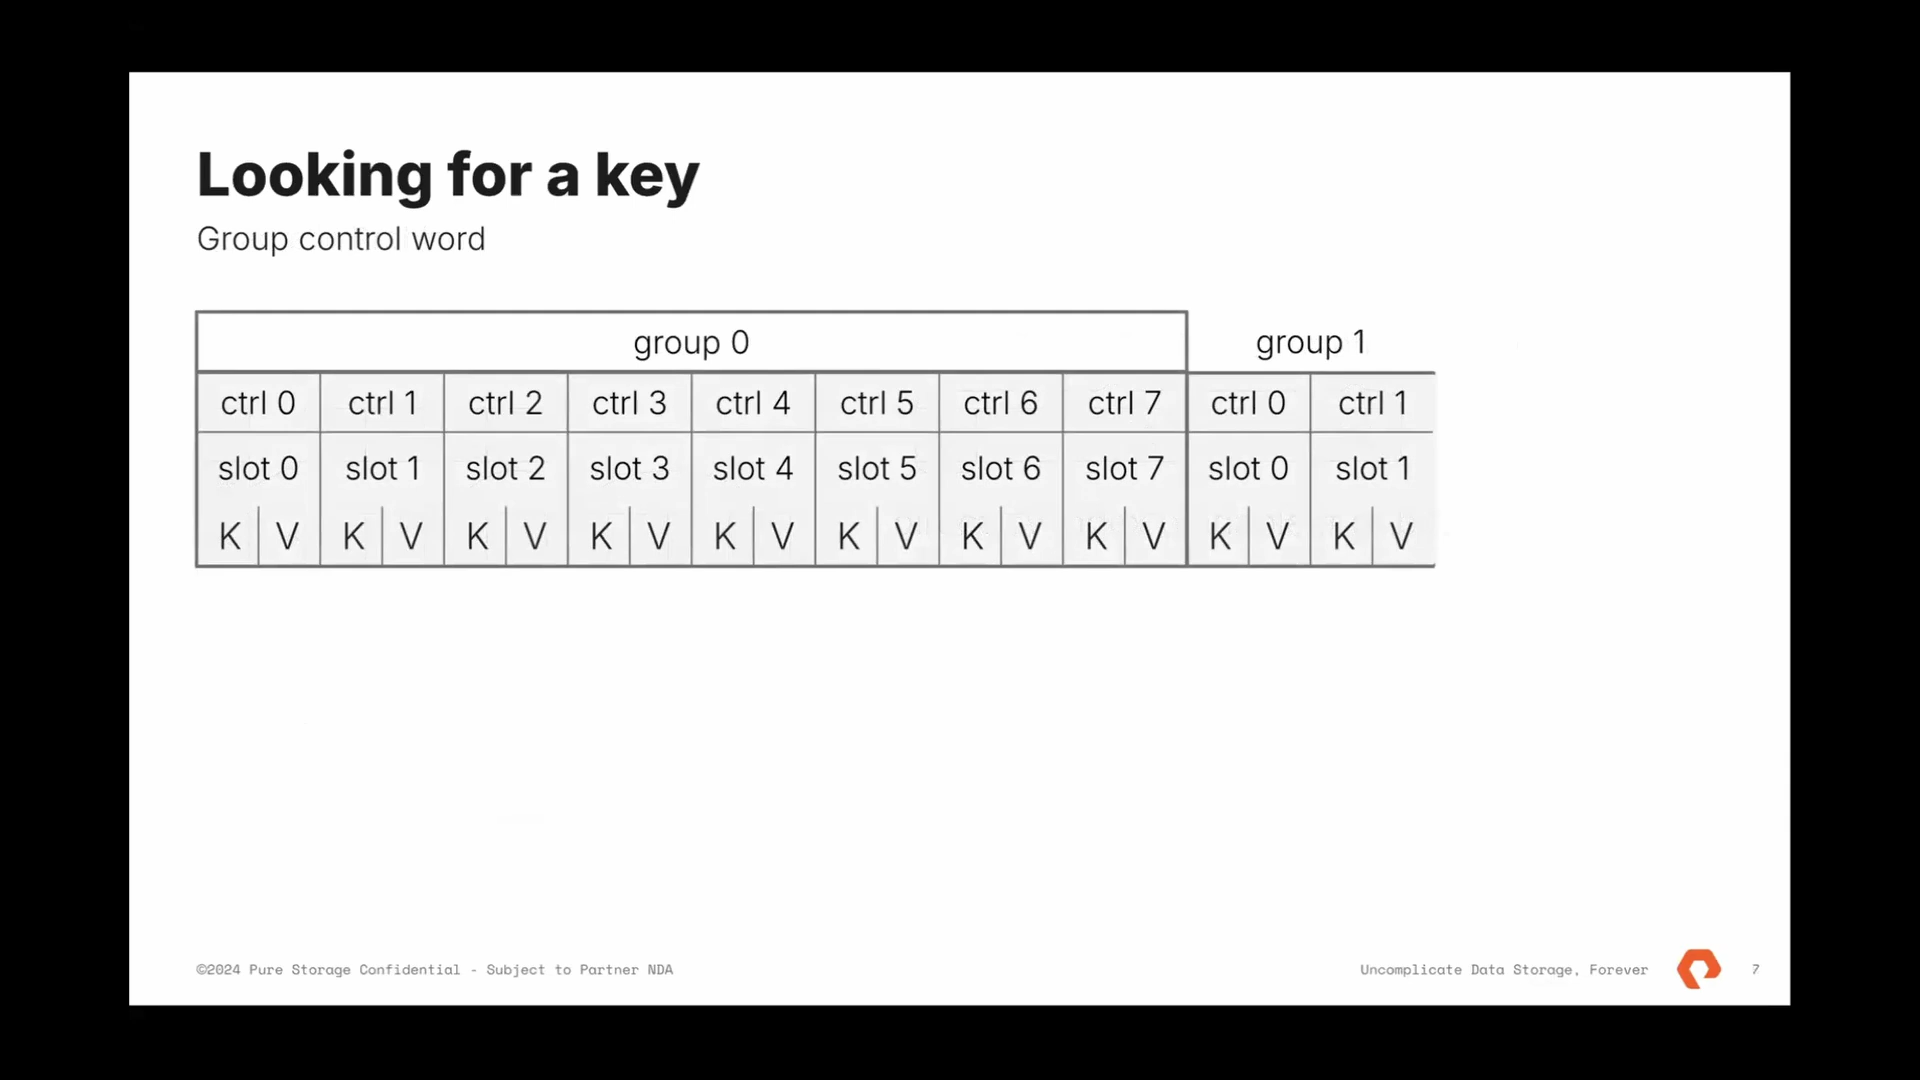 Looking for a key
Group control word
group 0 group 1
ctrl 0 ctrl 1 ctrl 2 ctrl 3 ctrl 4 ctrl 5 ctrl 6 ctrl 7 ctrl 0 ctrl 1
slot 0 slot 1 slot 2 slot 3 slot 4 slot 5 slot 6 slot 7 slot 0 slot 1
K V K V K V K V K V K V K V K V K V K V
©2024 Pure Storage Confidential - Subject to Partner NDA
Uncomplicate Data Storage, Forever
7